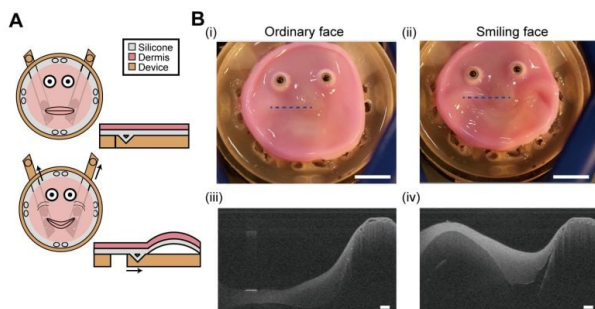 A
Silicone
Dermis
Device
B
(i)
Ordinary face
(ii)
Smiling face
(iii)
(iv)